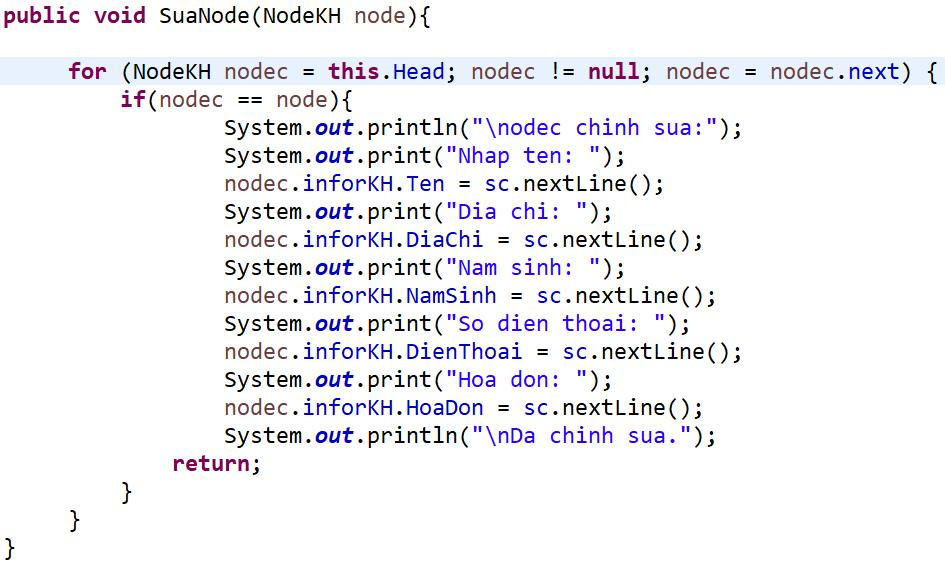 public void SuaNode(NodeKH node){
for (NodeKH nodec = this.Head; nodec != null; nodec = nodec.next) {
if(nodec == node){
System.out.println("\nodec chinh sua:");
System.out.print("Nhap ten: ");
nodec.inforKH.Ten = sc.nextLine();
System.out.print("Dia chi: ");
nodec.inforKH.DiaChi = sc.nextLine();
System.out.print("Nam sinh: ");
nodec.inforKH.NamSinh = sc.nextLine();
System.out.print("So dien thoai: ");
nodec.inforKH.DienThoai = sc.nextLine();
System.out.print("Hoa don: ");
nodec.inforKH.HoaDon = sc.nextLine();
System.out.println("\nDa chinh sua.");
return;
}
}
}